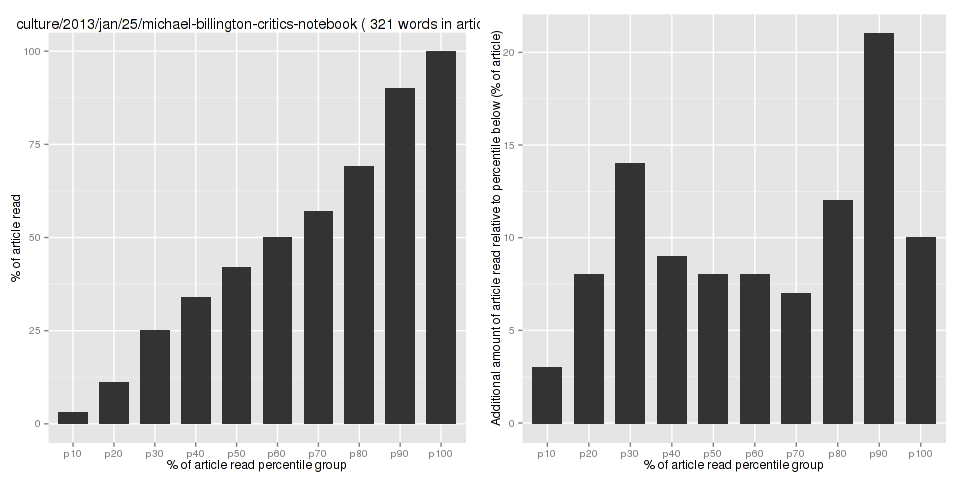 culture/2013/jan/25/michael-billington-critics-notebook ( 321 words in artic
% of article read
100
75
50
25
0
p10 p20 p30 p40 p50 p60 p70 p80 p90 p100
% of article read percentile group
Additional amount of article read relative to percentile below (% of article)
20
15
10
5
0
p10 p20 p30 p40 p50 p60 p70 p80 p90 p100
% of article read percentile group